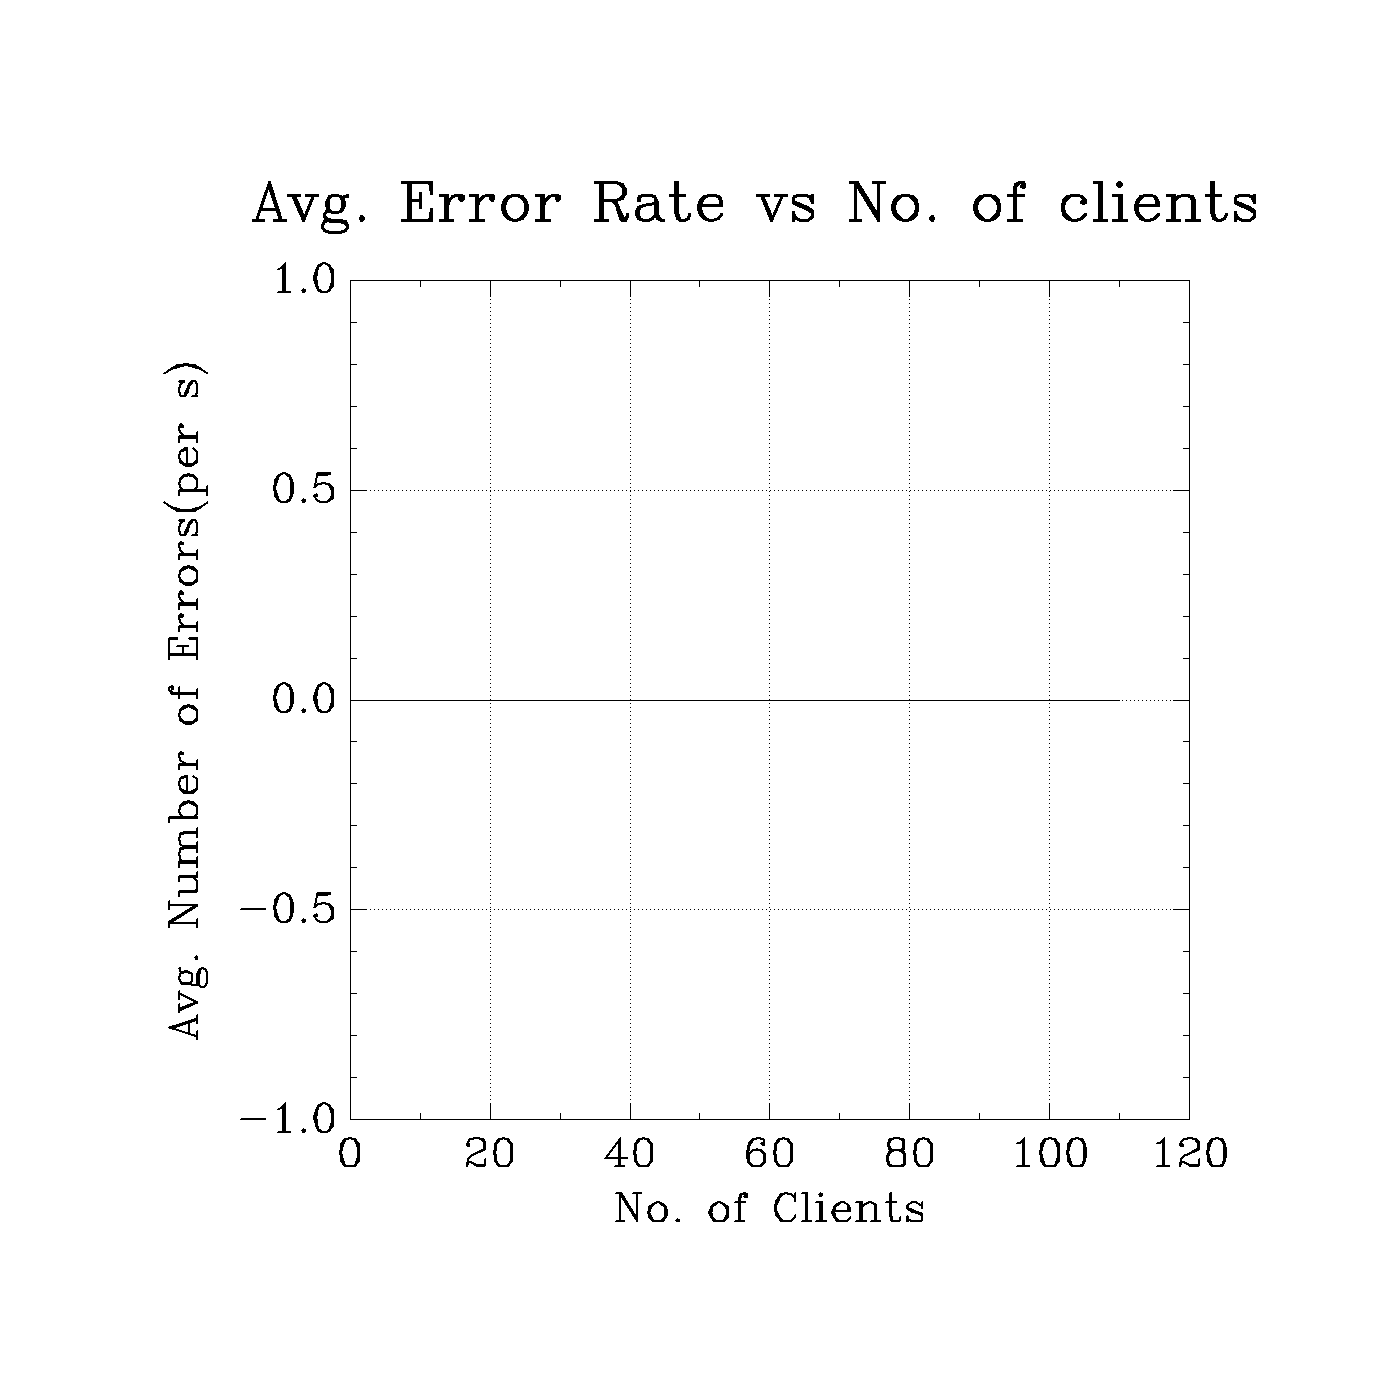 Avg. Error Rate vs No. of clients
1.0
0.5
0.0
-0.5
-1.0
Avg. Number of Errors(per s)
0 20 40 60 80 100 120
No. of Clients